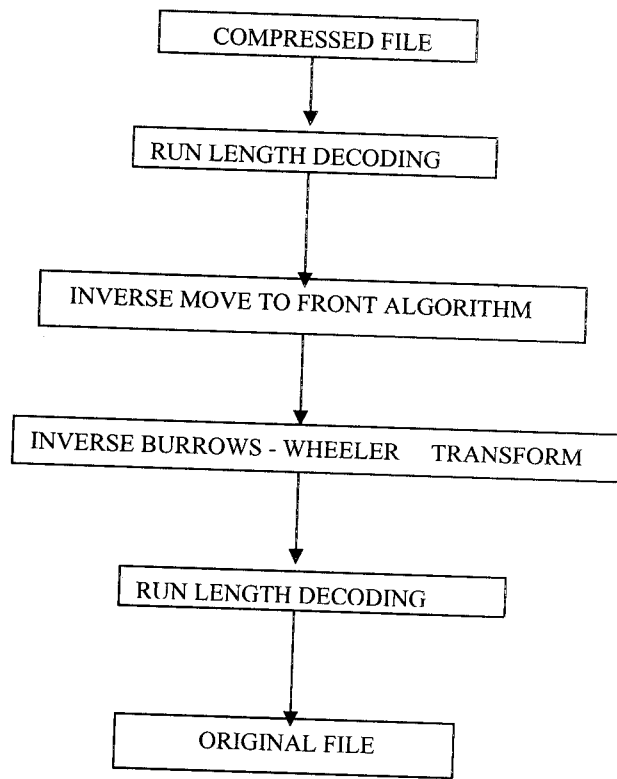 COMPRESSED FILE
RUN LENGTH DECODING
INVERSE MOVE TO FRONT ALGORITHM
INVERSE BURROWS - WHEELER TRANSFORM
RUN LENGTH DECODING
ORIGINAL FILE